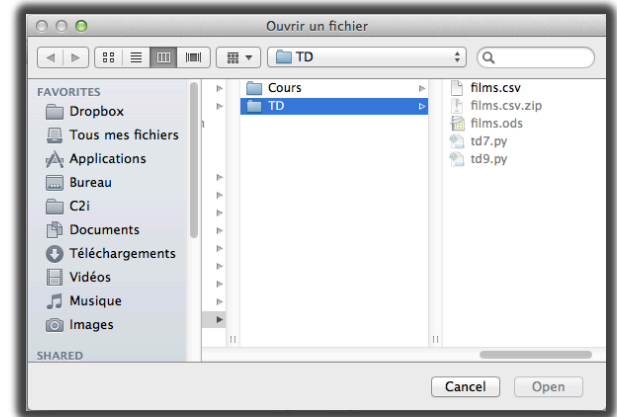 Ouvrir un fichier
TD
FAVORITES
Dropbox
Tous mes fichiers
Applications
Bureau
C2i
Documents
Téléchargements
Vidéos
Musique
Images
SHARED
Cours
TD
films.csv
films.csv.zip
films.ods
td7.py
td9.py
Cancel
Open